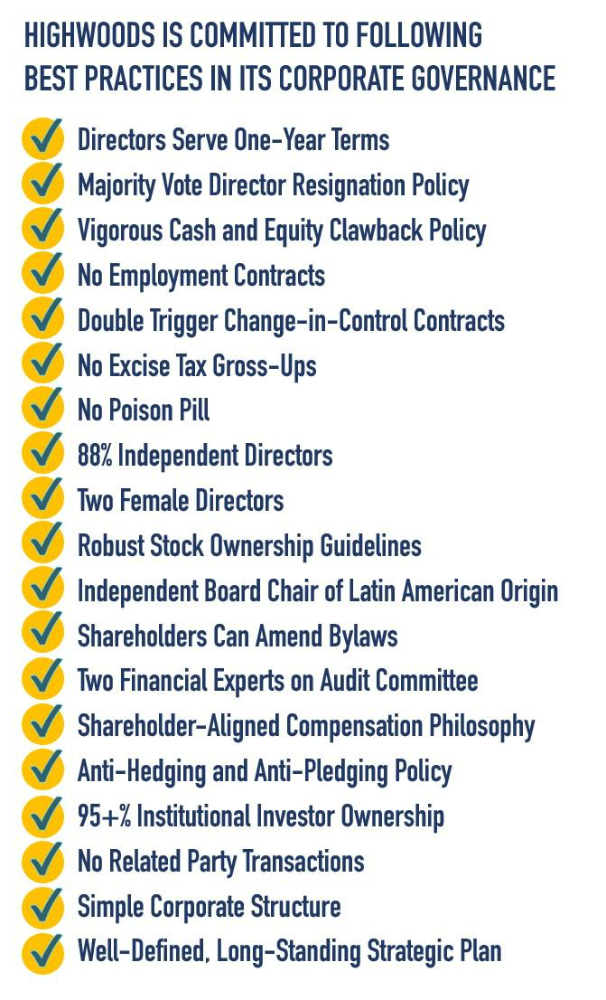 HIGHWOODS IS COMMITTED TO FOLLOWING
BEST PRACTICES IN ITS CORPORATE GOVERNANCE
Directors Serve One-Year Terms
Majority Vote Director Resignation Policy
Vigorous Cash and Equity Clawback Policy
No Employment Contracts
Double Trigger Change-in-Control Contracts
No Excise Tax Gross-Ups
No Poison Pill
88% Independent Directors
Two Female Directors
Robust Stock Ownership Guidelines
Independent Board Chair of Latin American Origin
Shareholders Can Amend Bylaws
Two Financial Experts on Audit Committee
Shareholder-Aligned Compensation Philosophy
Anti-Hedging and Anti-Pledging Policy
95+% Institutional Investor Ownership
No Related Party Transactions
Simple Corporate Structure
Well-Defined, Long-Standing Strategic Plan